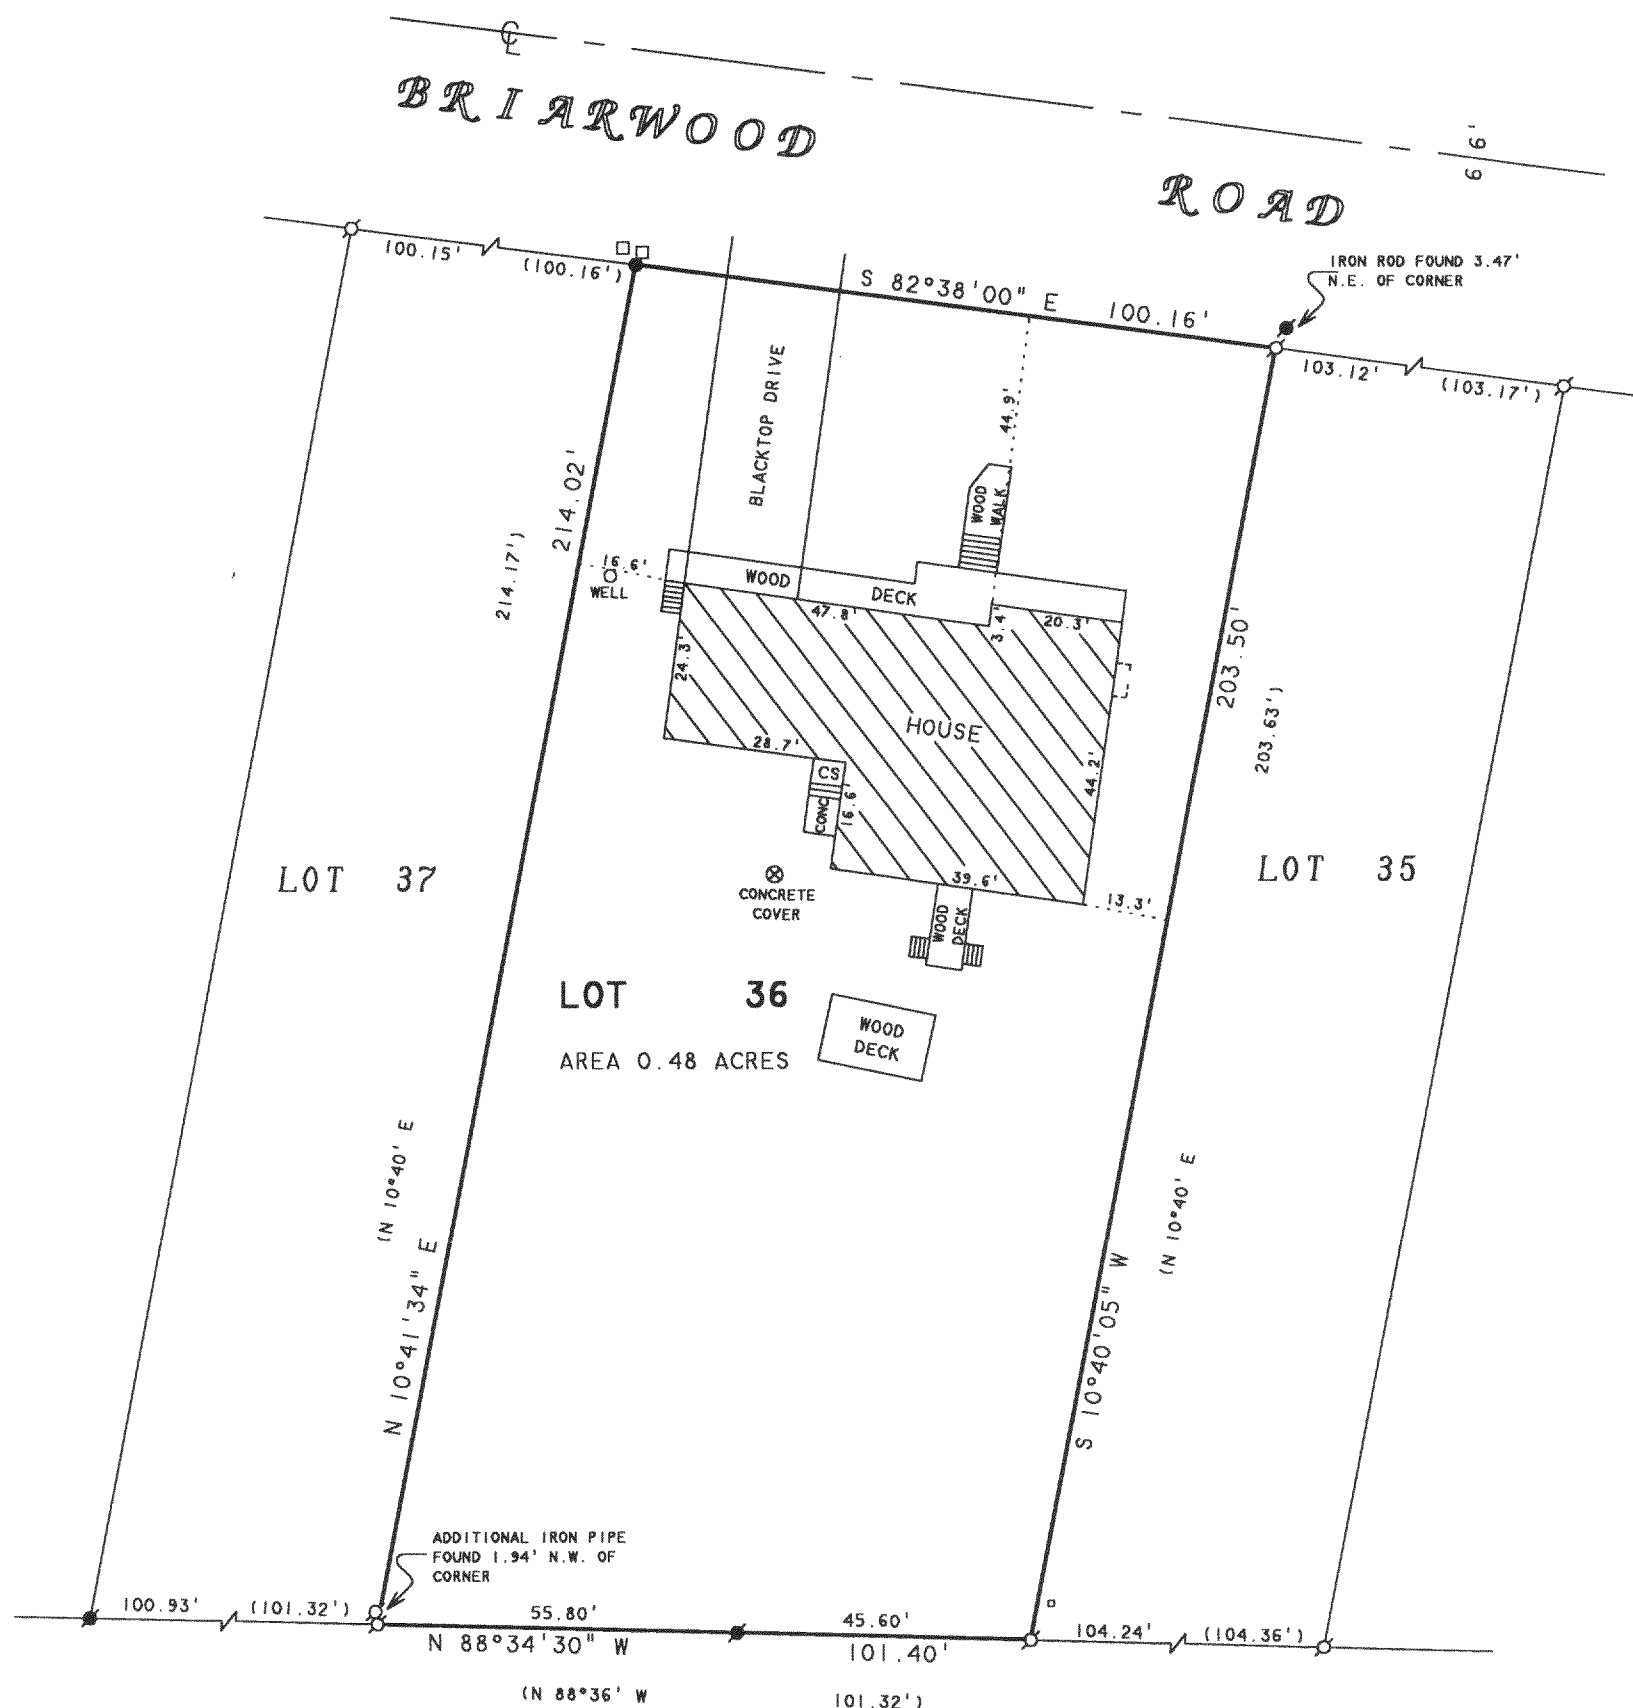 ℄
BRIARWOOD
ROAD
66'
100.15'
(100.16')
S 82°38'00" E 100.16'
IRON ROD FOUND 3.47'
N.E. OF CORNER
103.12'
(103.17')
BLACKTOP DRIVE
44.9'
214.02'
(214.17')
16.6'
WELL
WOOD
WALK
WOOD DECK
47.8'
3.4'
20.3'
24.3'
203.50'
(203.63')
HOUSE
28.7'
CS
CONC
16.6'
44.2'
39.6'
13.3'
LOT 37
LOT 35
CONCRETE
COVER
WOOD
DECK
LOT 36
AREA 0.48 ACRES
WOOD
DECK
(N 10°40' E
N 10°41'34" E
(N 10°40' E
S 10°40'05" W
ADDITIONAL IRON PIPE
FOUND 1.94' N.W. OF
CORNER
100.93'
(101.32')
55.80'
45.60'
N 88°34'30" W
101.40'
104.24'
(104.36')
(N 88°36' W 101.32')